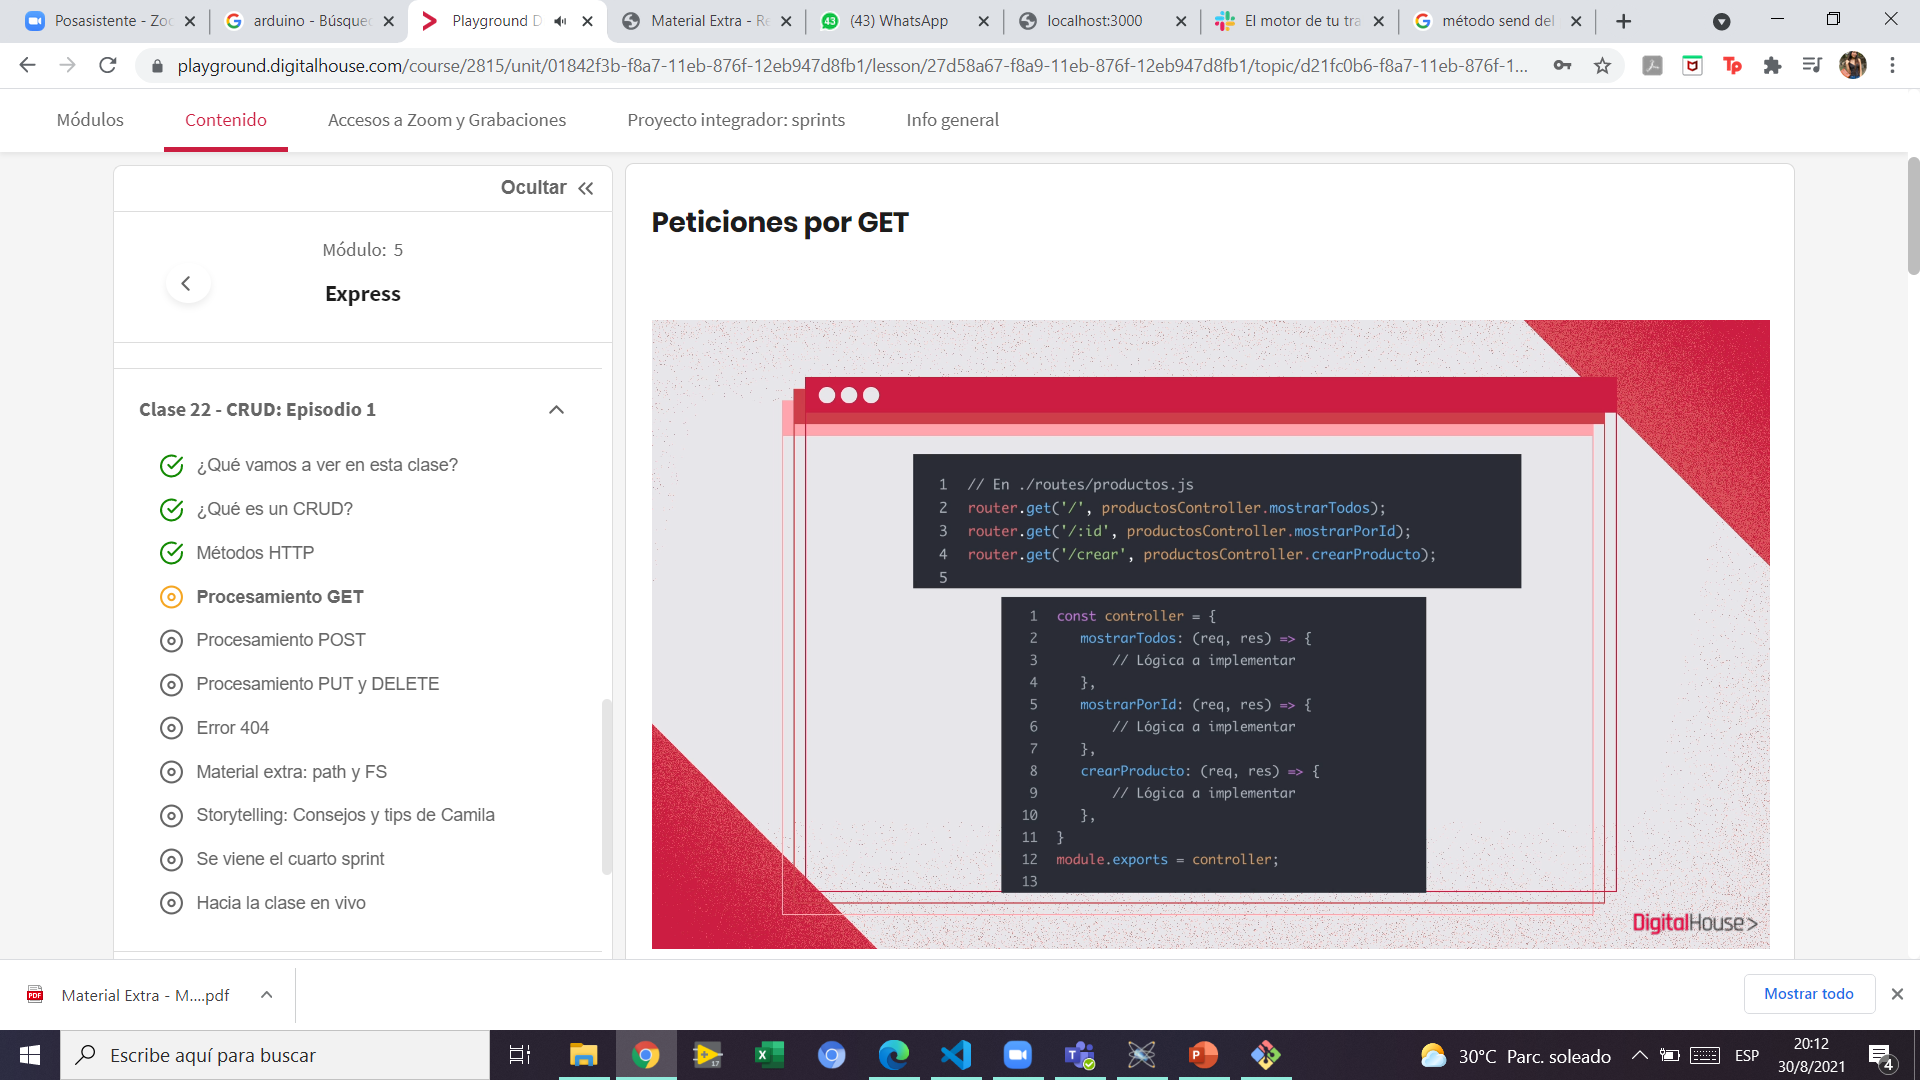 Posasistente - Zoo
arduino - Búsqueda
Playground D
Material Extra - Re
(43) WhatsApp
localhost:3000
El motor de tu tra
método send del
playground.digitalhouse.com/course/2815/unit/01842f3b-f8a7-11eb-876f-12eb947d8fb1/lesson/27d58a67-f8a9-11eb-876f-12eb947d8fb1/topic/d21fc0b6-f8a7-11eb-876f-1...
Módulos
Contenido
Accesos a Zoom y Grabaciones
Proyecto integrador: sprints
Info general
Ocultar
Módulo: 5
Express
Clase 22 - CRUD: Episodio 1
¿Qué vamos a ver en esta clase?
¿Qué es un CRUD?
Métodos HTTP
Procesamiento GET
Procesamiento POST
Procesamiento PUT y DELETE
Error 404
Material extra: path y FS
Storytelling: Consejos y tips de Camila
Se viene el cuarto sprint
Hacia la clase en vivo
Peticiones por GET
1 // En ./routes/productos.js
2 router.get('/', productosController.mostrarTodos);
3 router.get('/:id', productosController.mostrarPorId);
4 router.get('/crear', productosController.crearProducto);
5
1 const controller = {
2 mostrarTodos: (req, res) => {
3 // Lógica a implementar
4 },
5 mostrarPorId: (req, res) => {
6 // Lógica a implementar
7 },
8 crearProducto: (req, res) => {
9 // Lógica a implementar
10 },
11 }
12 module.exports = controller;
13
DigitalHouse>
Material Extra - M....pdf
Mostrar todo
Escribe aquí para buscar
30°C Parc. soleado
ESP
20:12
30/8/2021
4